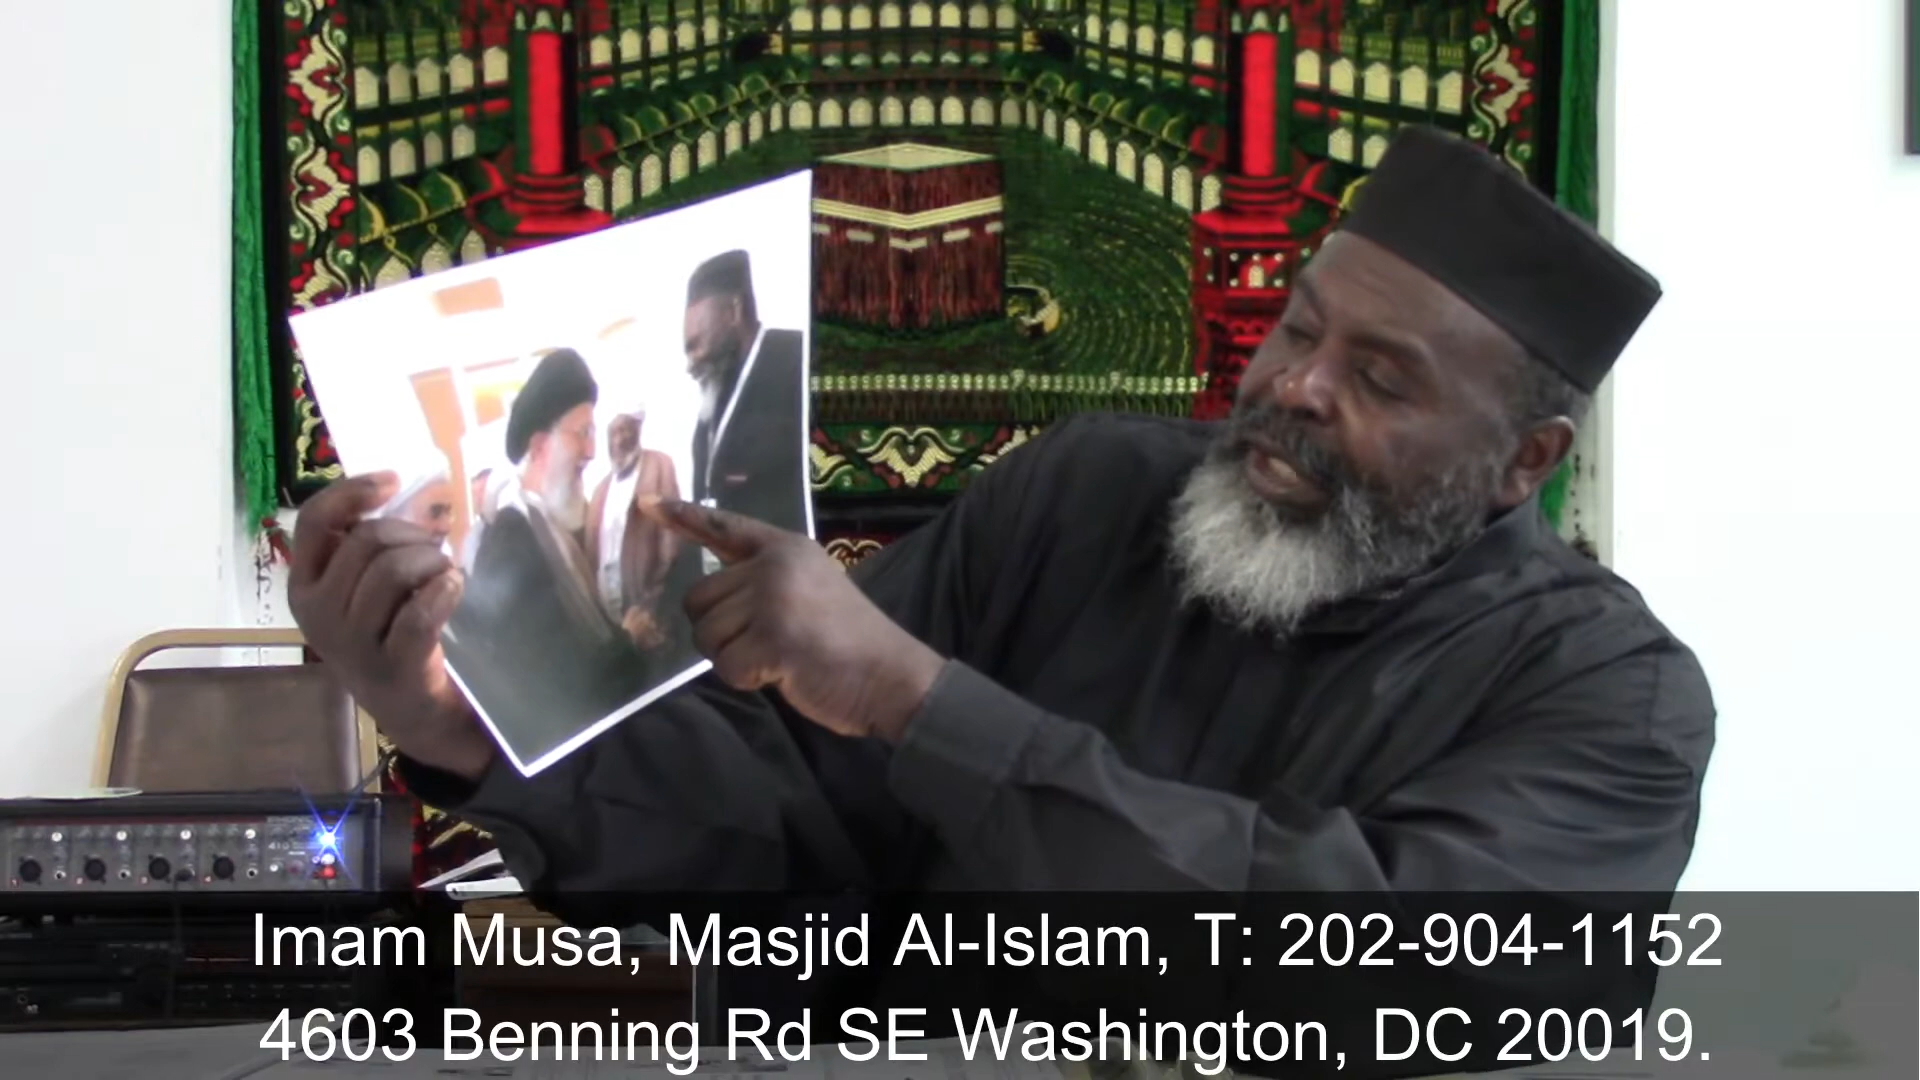 Imam Musa, Masjid Al-Islam, T: 202-904-1152
4603 Benning Rd SE Washington, DC 20019.